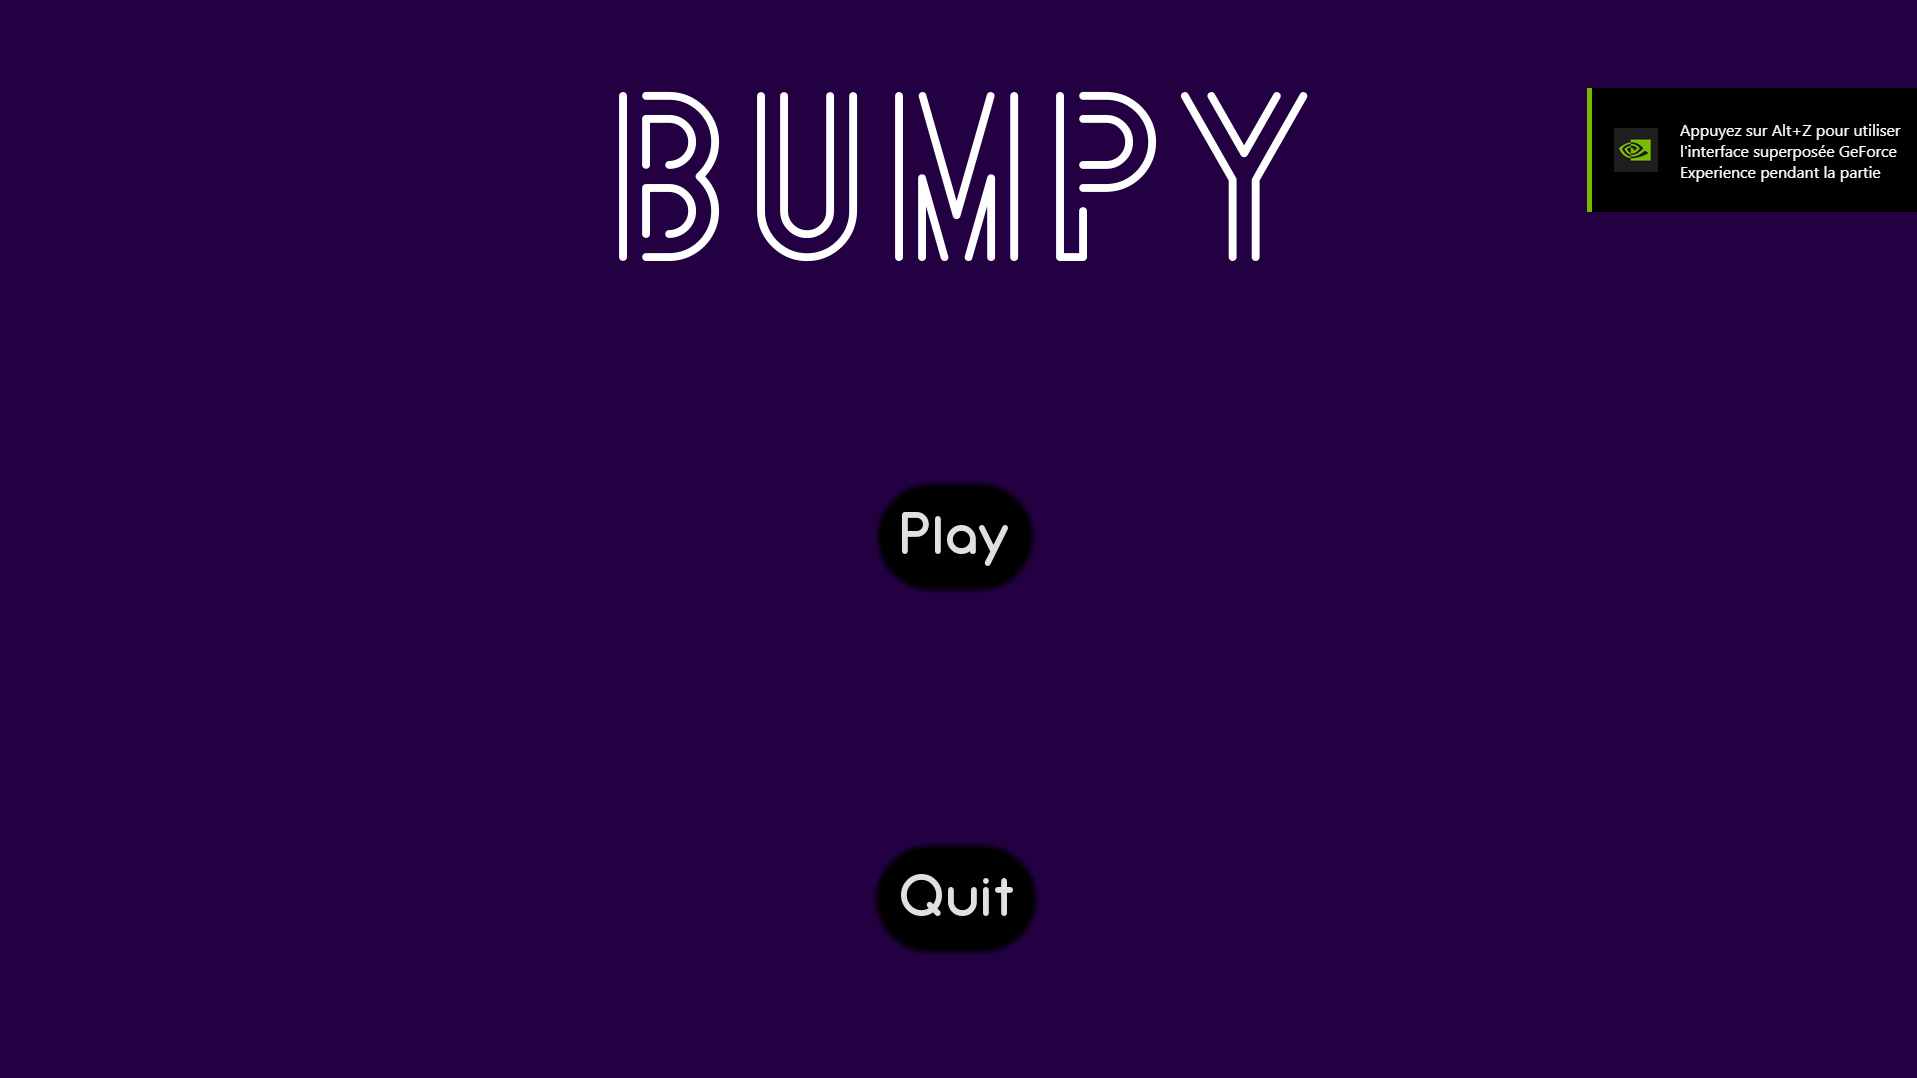 BUMPY
Appuyez sur Alt+Z pour utiliser
l'interface superposée GeForce
Experience pendant la partie
Play
Quit